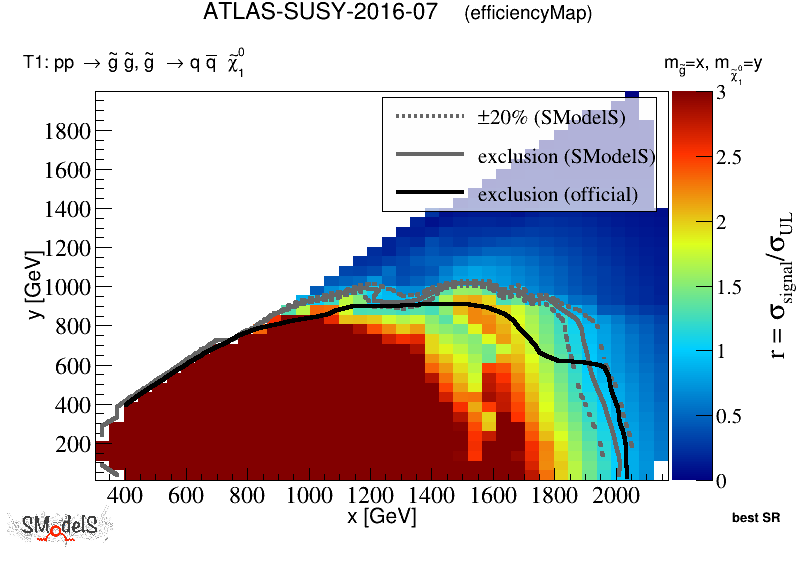 ATLAS-SUSY-2016-07 (efficiencyMap)
T1: pp → g̃ g̃, g̃ → q q̅ χ̃₁⁰
m_g̃=x, m_χ̃₁⁰=y
±20% (SModelS)
exclusion (SModelS)
exclusion (official)
1800
1600
1400
1200
1000
800
600
400
200
y [GeV]
400 600 800 1000 1200 1400 1600 1800 2000
x [GeV]
3
2.5
2
1.5
1
0.5
0
r = σ_signal/σ_UL
SModelS
best SR